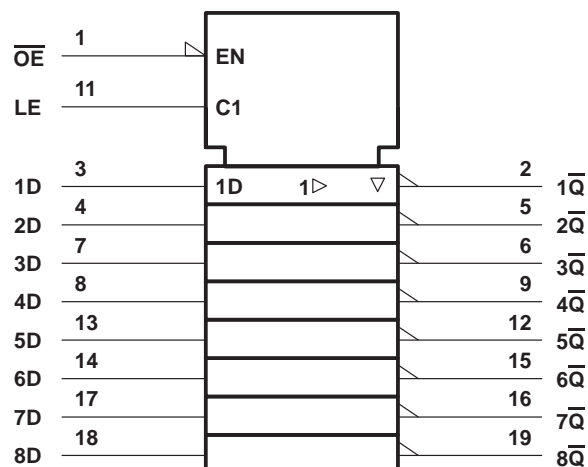 1
O̅E̅ EN
11
LE C1
3 2
1D 1D 1 1Q̅
4 5
2D 2Q̅
7 6
3D 3Q̅
8 9
4D 4Q̅
13 12
5D 5Q̅
14 15
6D 6Q̅
17 16
7D 7Q̅
18 19
8D 8Q̅